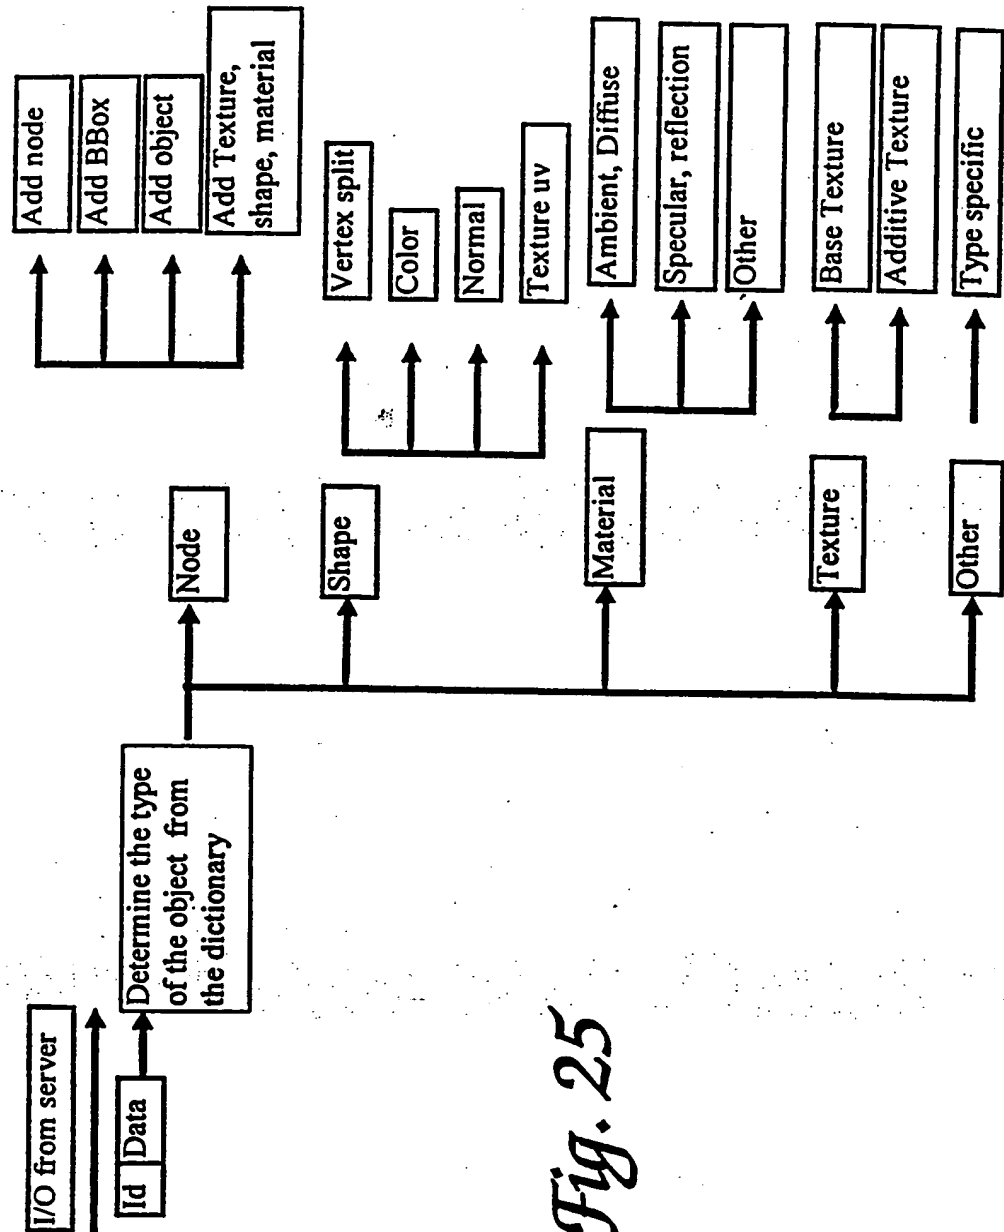 I/O from server
Id
Data
Determine the type
of the object from
the dictionary
Node
Shape
Material
Texture
Other
Add node
Add BBox
Add object
Add Texture,
shape, material
Vertex split
Color
Normal
Texture uv
Ambient, Diffuse
Specular, reflection
Other
Base Texture
Additive Texture
Type specific
Fig. 25